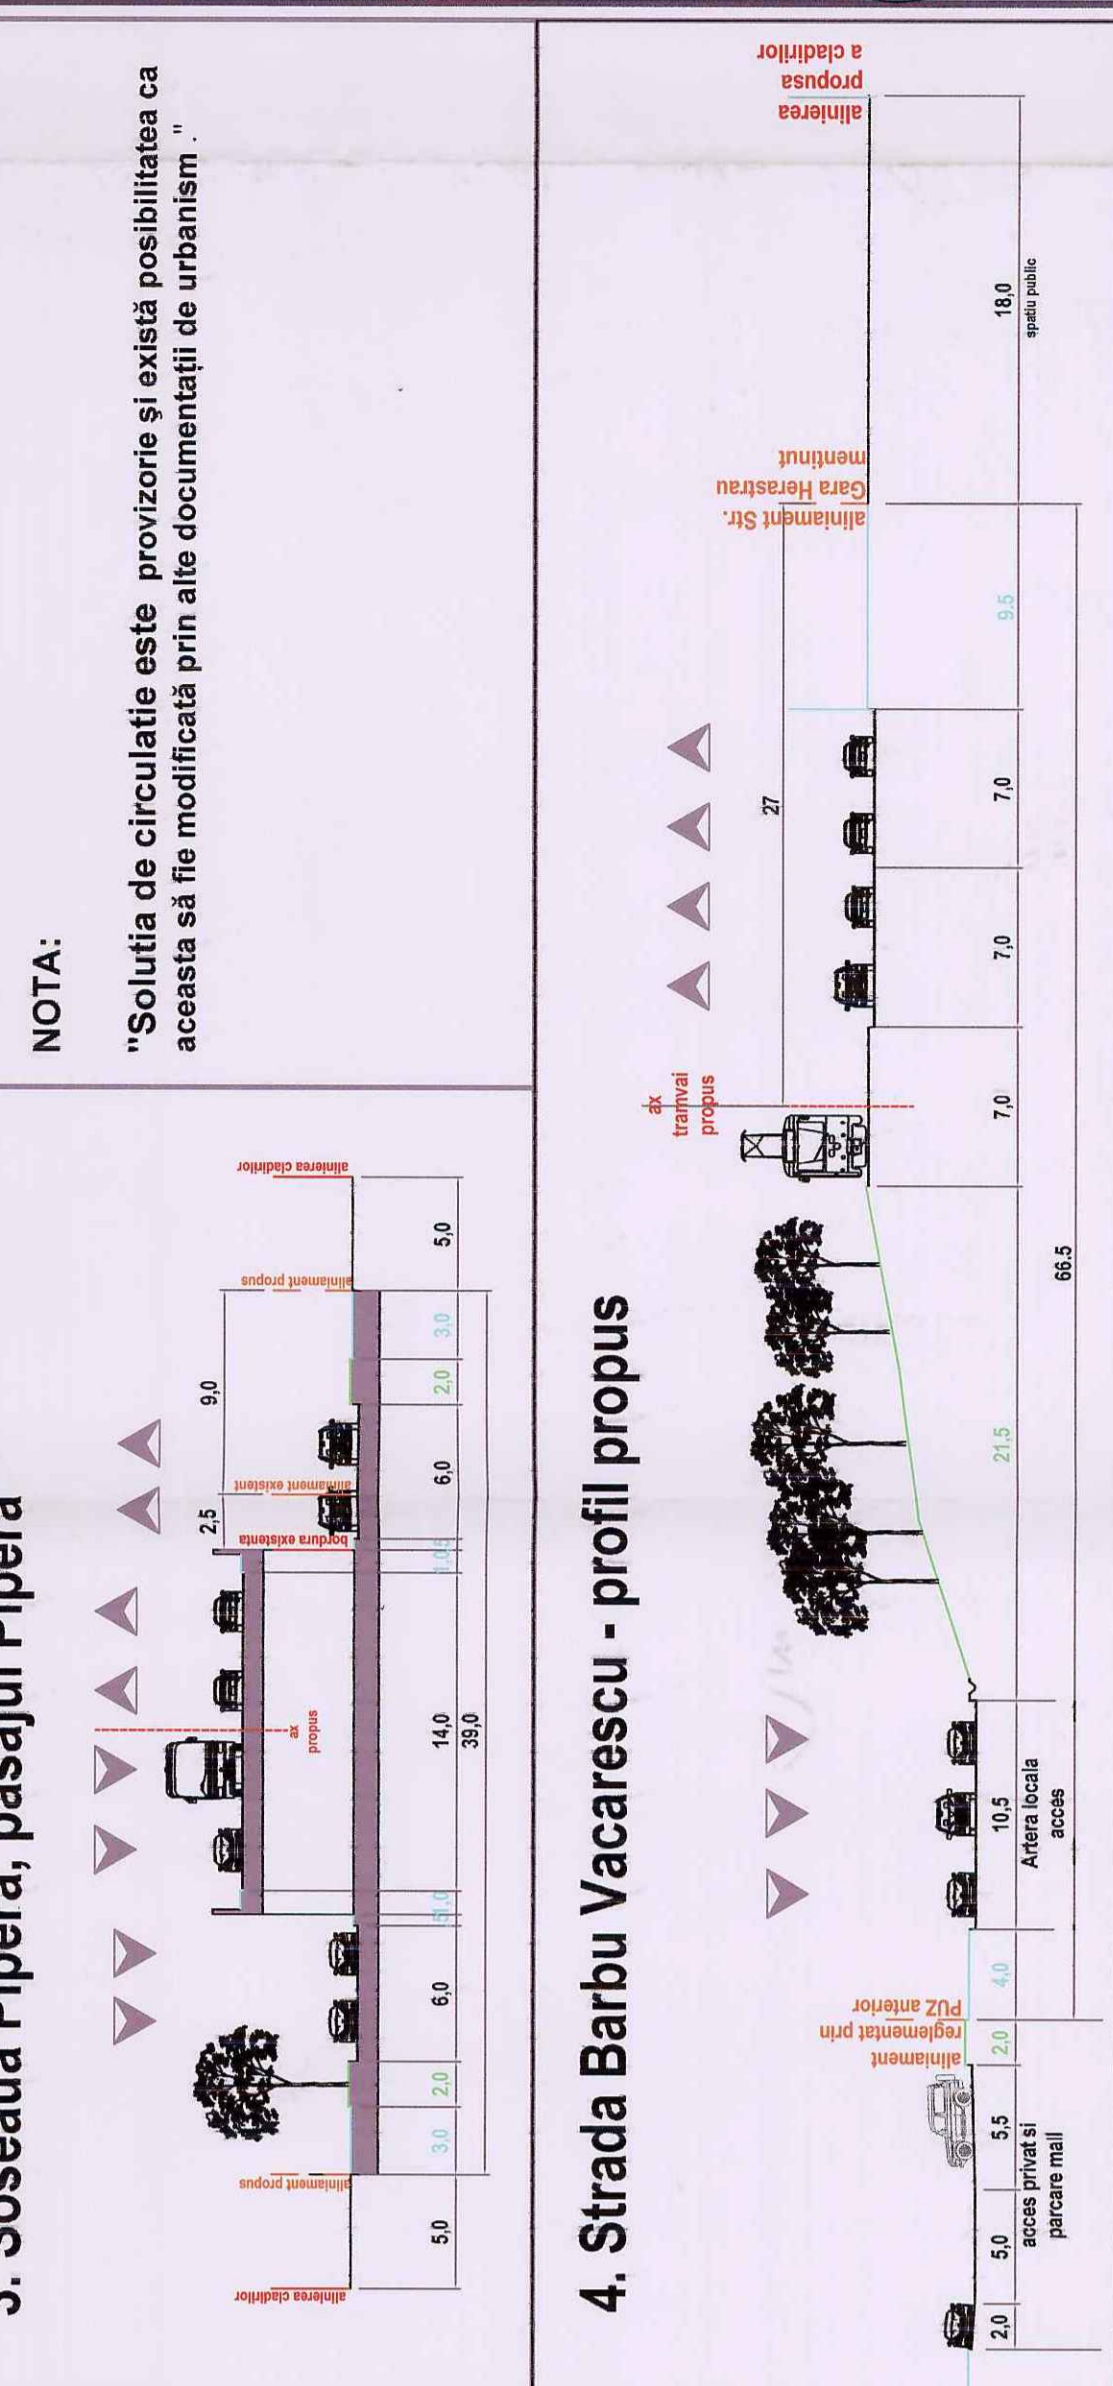 NOTA:
"Solutia de circulatie este provizorie și există posibilitatea ca
aceasta să fie modificată prin alte documentații de urbanism ."
Soseaua Pipera, pasajul Pipera
alinierea cladirilor
aliniament propus
ax
propus
bordura existenta
aliniament existent
aliniament propus
alinierea cladirilor
2,5
9,0
5,0
3,0
2,0
6,0
1,0
14,0
6,0
2,0
3,0
5,0
39,0
4. Strada Barbu Vacarescu - profil propus
aliniament
reglementat prin
PUZ anterior
ax
tramvai
propus
27
aliniament Str.
Gara Herastrau
mentinut
alinierea
propusa
a cladirilor
2,0
5,0
5,5
2,0
4,0
10,5
21,5
7,0
7,0
7,0
9.5
18,0
acces privat si
parcare mall
Artera locala
acces
spatiu public
66.5